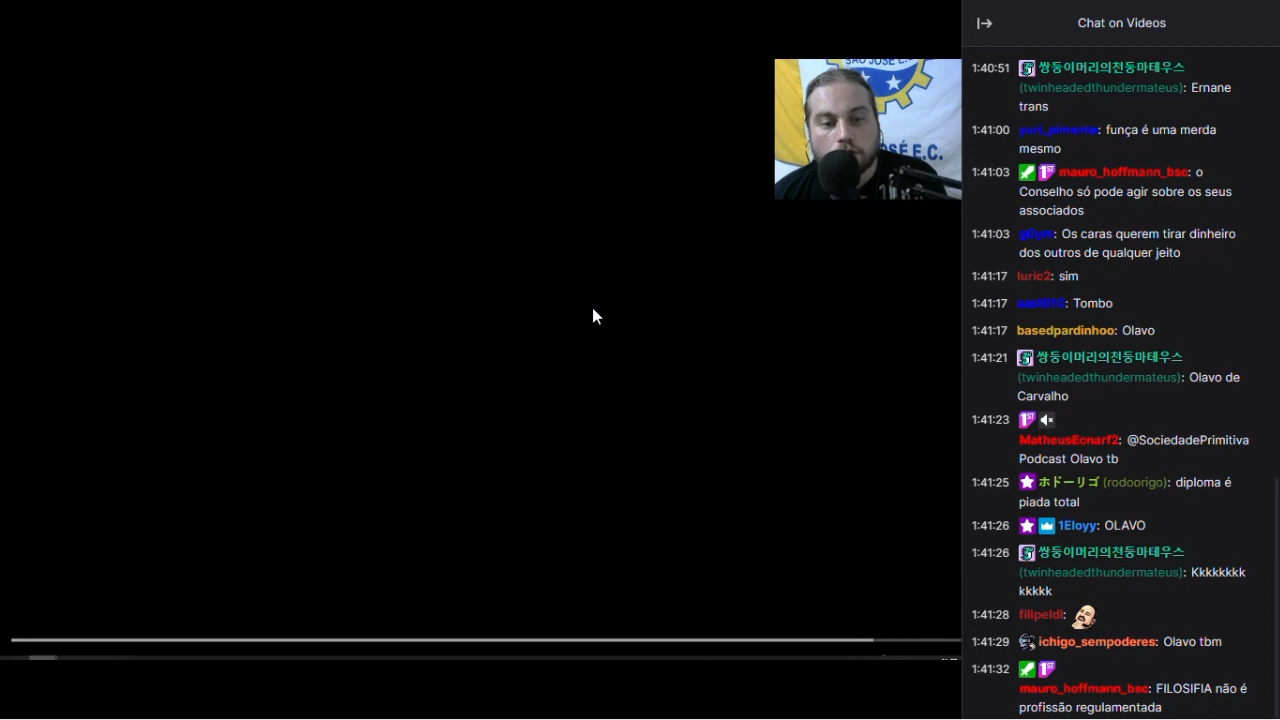 Chat on Videos
SÃO JOSÉ E.C.
JOSÉ E.C.
1:40:51 쌍둥이머리의천둥마테우스
(twinheadedthundermateus): Ernane
trans
1:41:00 yuri_pimenta: funça é uma merda
mesmo
1:41:03 1ST mauro_hoffmann_bsc: o
Conselho só pode agir sobre os seus
associados
1:41:03 : Os caras querem tirar dinheiro
dos outros de qualquer jeito
1:41:17 luric2: sim
1:41:17 : Tombo
1:41:17 basedpardinhoo: Olavo
1:41:21 쌍둥이머리의천둥마테우스
(twinheadedthundermateus): Olavo de
Carvalho
1:41:23 1ST
MatheusEcnarf2: @SociedadePrimitiva
Podcast Olavo tb
1:41:25 ホドーリゴ (rodoorigo): diploma é
piada total
1:41:26 1Eloyy: OLAVO
1:41:26 쌍둥이머리의천둥마테우스
(twinheadedthundermateus): Kkkkkkkk
kkkkk
1:41:28 filipeldi:
1:41:29 ichigo_sempoderes: Olavo tbm
1:41:32 1ST
mauro_hoffmann_bsc: FILOSIFIA não é
profissão regulamentada